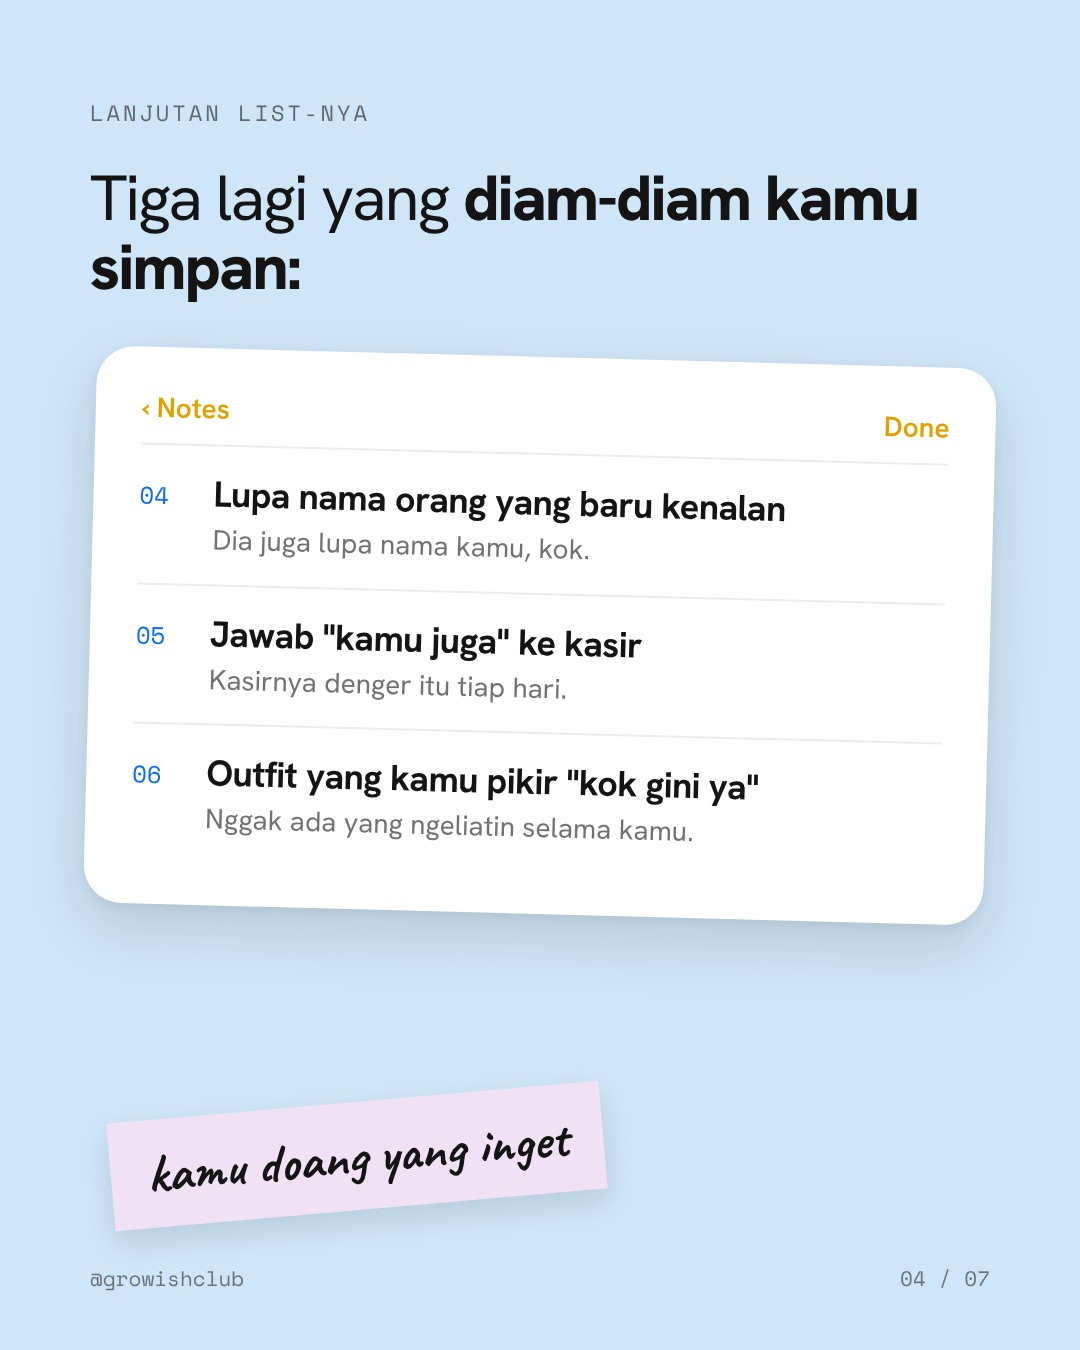 LANJUTAN LIST-NYA
Tiga lagi yang diam-diam kamu
simpan:
‹ Notes
Done
04 Lupa nama orang yang baru kenalan
Dia juga lupa nama kamu, kok.
05 Jawab "kamu juga" ke kasir
Kasirnya denger itu tiap hari.
06 Outfit yang kamu pikir "kok gini ya"
Nggak ada yang ngeliatin selama kamu.
kamu doang yang inget
@growishclub
04 / 07